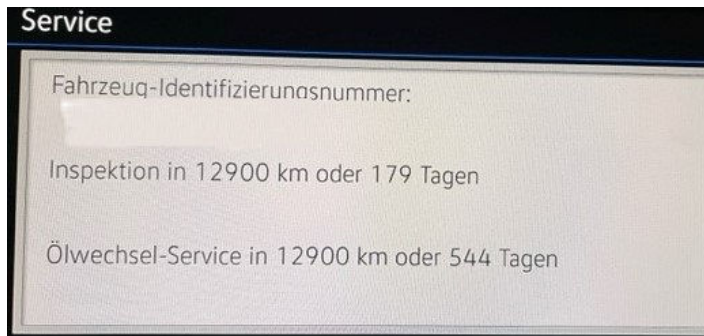 Service
Fahrzeug-Identifizierungsnummer:
Inspektion in 12900 km oder 179 Tagen
Ölwechsel-Service in 12900 km oder 544 Tagen